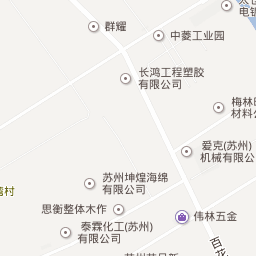 群耀
中菱工业园
长鸿工程塑胶
有限公司
梅林
材料
爱克(苏州)
机械有限公
苏州坤煌海绵
有限公司
村
思衡整体木作
伟林五金
泰霖化工(苏州)
有限公司
百龙